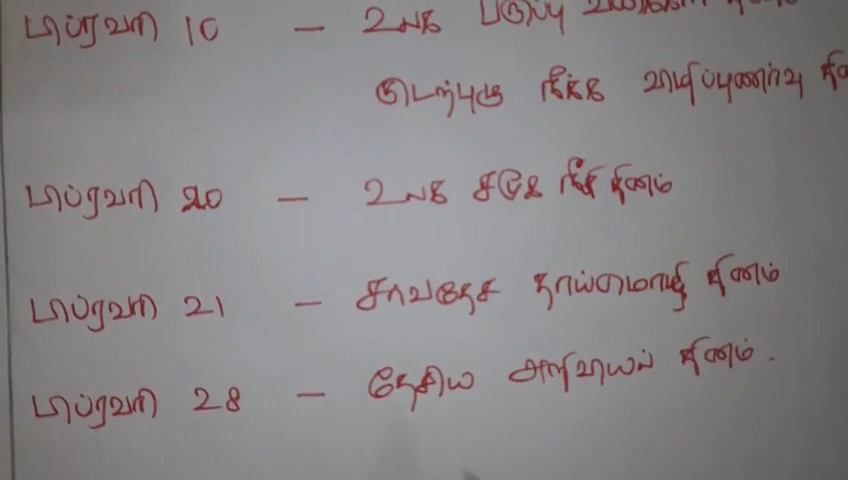 பிப்ரவரி 10 - உலக பருப்பு
குடற்புழு நீக்க விழிப்புணர்வு
பிப்ரவரி 20 - உலக சமூக நீதி தினம்
பிப்ரவரி 21 - சர்வதேச தாய்மொழி தினம்
பிப்ரவரி 28 - தேசிய அறிவியல் தினம்.